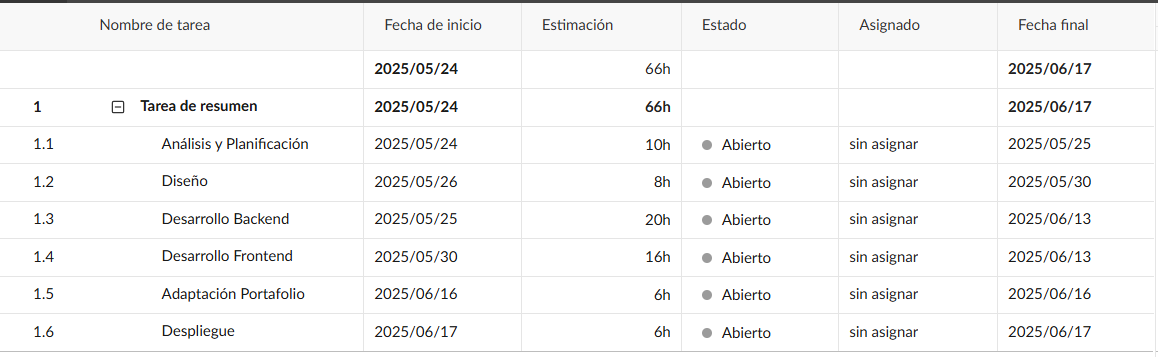 Nombre de tarea Fecha de inicio Estimación Estado Asignado Fecha final
2025/05/24 66h 2025/06/17
1 Tarea de resumen 2025/05/24 66h 2025/06/17
1.1 Análisis y Planificación 2025/05/24 10h Abierto sin asignar 2025/05/25
1.2 Diseño 2025/05/26 8h Abierto sin asignar 2025/05/30
1.3 Desarrollo Backend 2025/05/25 20h Abierto sin asignar 2025/06/13
1.4 Desarrollo Frontend 2025/05/30 16h Abierto sin asignar 2025/06/13
1.5 Adaptación Portafolio 2025/06/16 6h Abierto sin asignar 2025/06/16
1.6 Despliegue 2025/06/17 6h Abierto sin asignar 2025/06/17